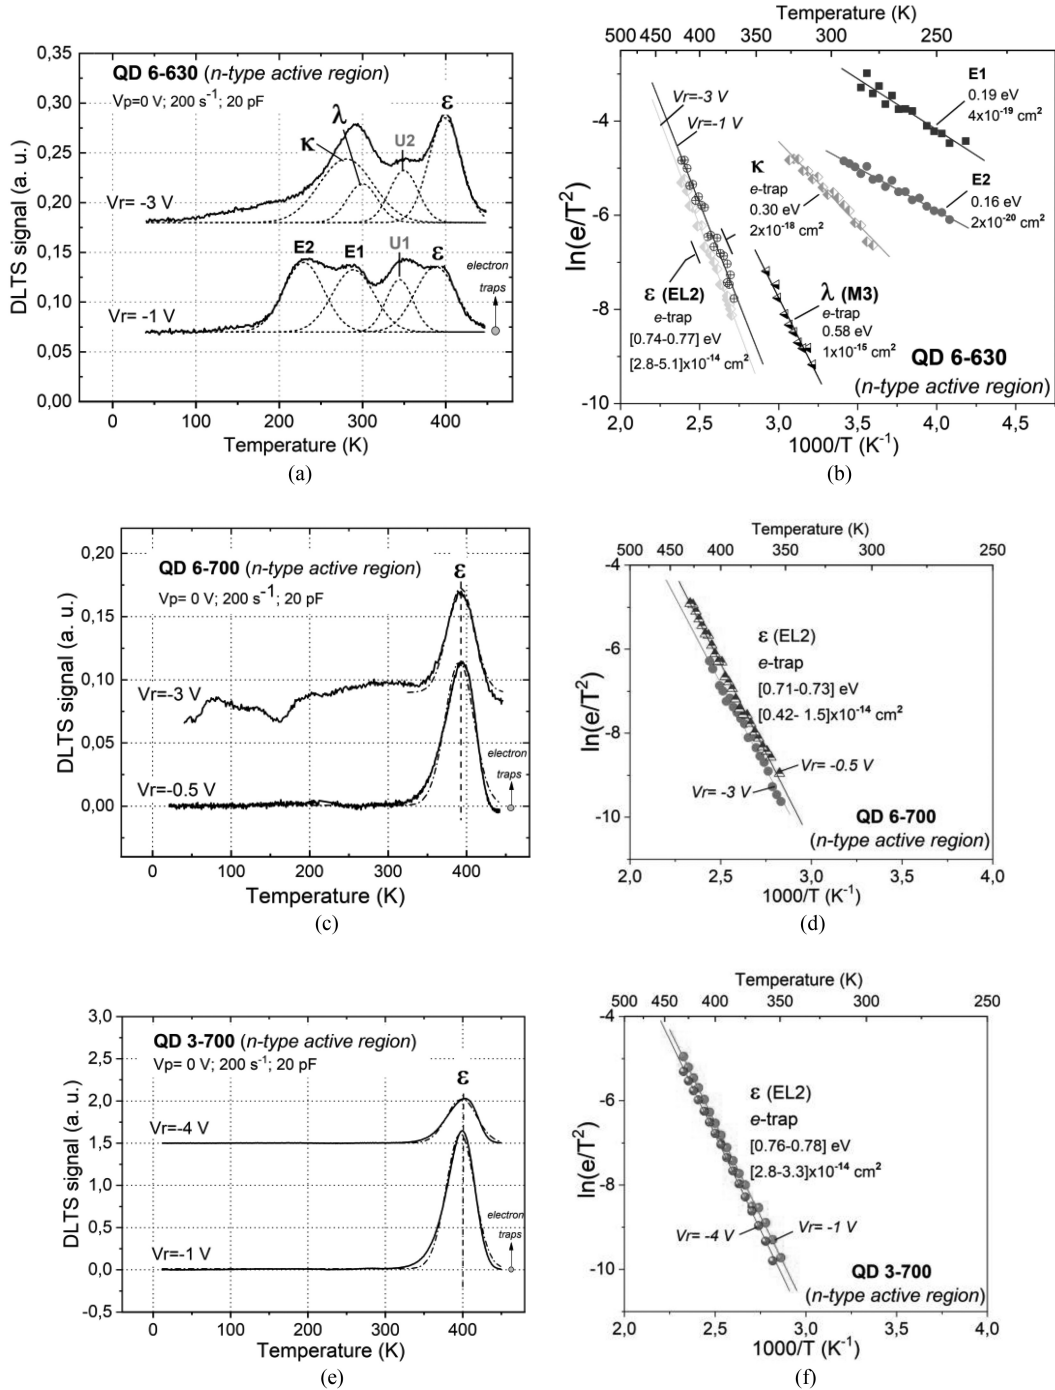 QD 6-630 (n-type active region)
Vp=0 V; 200 s⁻¹; 20 pF
0,35
0,30
0,25
0,20
0,15
0,10
0,05
0,00
DLTS signal (a. u.)
λ
κ
U2
ε
Vr= -3 V
E2
E1
U1
ε
electron
traps
Vr= -1 V
0
100
200
300
400
Temperature (K)
(a)
Temperature (K)
500
450
400
350
300
250
-4
-6
-8
-10
ln(e/T²)
Vr=-3 V
Vr=-1 V
E1
0.19 eV
4x10⁻¹⁹ cm²
κ
e-trap
0.30 eV
2x10⁻¹⁸ cm²
E2
0.16 eV
2x10⁻²⁰ cm²
ε (EL2)
e-trap
[0.74-0.77] eV
[2.8-5.1]x10⁻¹⁴ cm²
λ (M3)
e-trap
0.58 eV
1x10⁻¹⁵ cm²
QD 6-630
(n-type active region)
2,0
2,5
3,0
3,5
4,0
1000/T (K⁻¹)
(b)
0,20
0,15
0,10
0,05
0,00
DLTS signal (a. u.)
QD 6-700 (n-type active region)
Vp= 0 V; 200 s⁻¹; 20 pF
ε
Vr=-3 V
electron
traps
Vr=-0.5 V
0
100
200
300
400
Temperature (K)
(c)
Temperature (K)
500
450
400
350
300
250
-4
-6
-8
-10
ln(e/T²)
ε (EL2)
e-trap
[0.71-0.73] eV
[0.42- 1.5]x10⁻¹⁴ cm²
Vr= -0.5 V
Vr= -3 V
QD 6-700
(n-type active region)
2,0
2,5
3,0
3,5
4,0
1000/T (K⁻¹)
(d)
3,0
2,5
2,0
1,5
1,0
0,5
0,0
-0,5
DLTS signal (a. u.)
QD 3-700 (n-type active region)
Vp= 0 V; 200 s⁻¹; 20 pF
ε
Vr=-4 V
electron
traps
Vr=-1 V
0
100
200
300
400
Temperature (K)
(e)
Temperature (K)
500
450
400
350
300
250
-4
-6
-8
-10
ln(e/T²)
ε (EL2)
e-trap
[0.76-0.78] eV
[2.8-3.3]x10⁻¹⁴ cm²
Vr= -4 V
Vr= -1 V
QD 3-700
(n-type active region)
2,0
2,5
3,0
3,5
4,0
1000/T (K⁻¹)
(f)